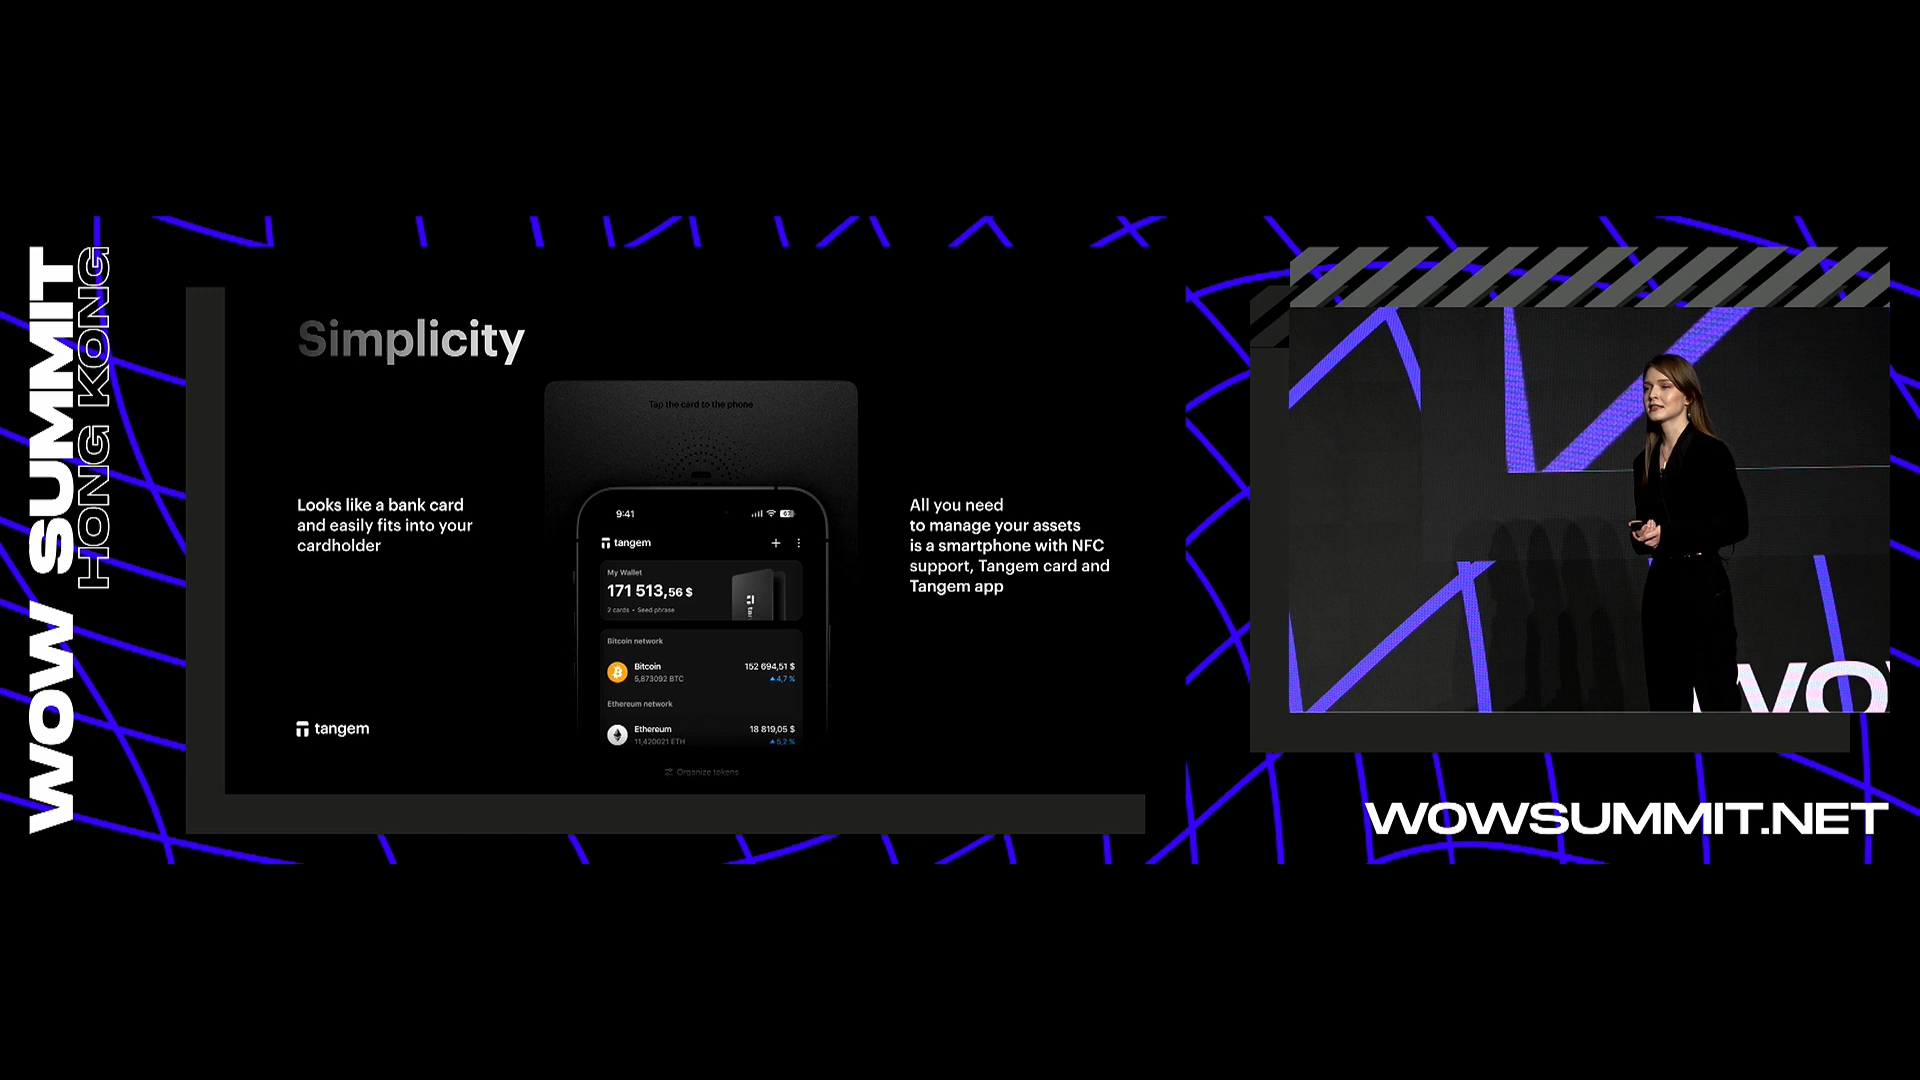 WOW SUMMIT
HONG KONG
Simplicity
Looks like a bank card
and easily fits into your
cardholder
tangem
Tap the card to the phone
9:41
tangem
My Wallet
171 513,56 $
2 cards • Seed phrase
Bitcoin network
Bitcoin
152 694,51 $
5,873092 BTC
4,7 %
Ethereum network
Ethereum
18 819,05 $
11,420021 ETH
5,2 %
Organize tokens
All you need
to manage your assets
is a smartphone with NFC
support, Tangem card and
Tangem app
WOWSUMMIT.NET